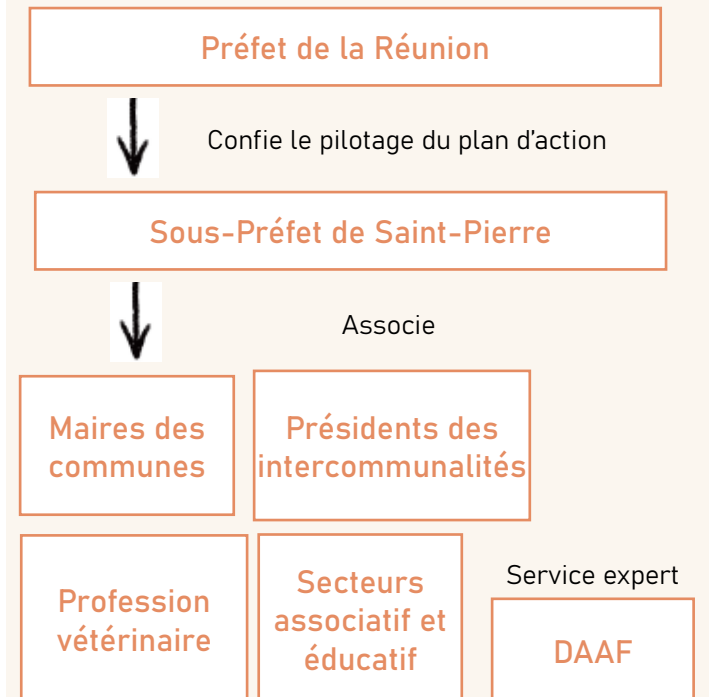 Préfet de la Réunion
Confie le pilotage du plan d'action
Sous-Préfet de Saint-Pierre
Associe
Maires des
communes
Présidents des
intercommunalités
Profession
vétérinaire
Secteurs
associatif et
éducatif
Service expert
DAAF